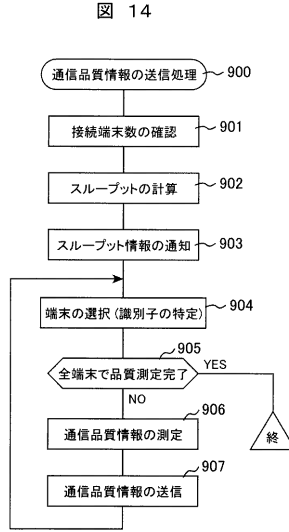 図 14
通信品質情報の送信処理 900
接続端末数の確認 901
スループットの計算 902
スループット情報の通知 903
端末の選択(識別子の特定) 904
905
全端末で品質測定完了 YES
NO
906
通信品質情報の測定
終
907
通信品質情報の送信